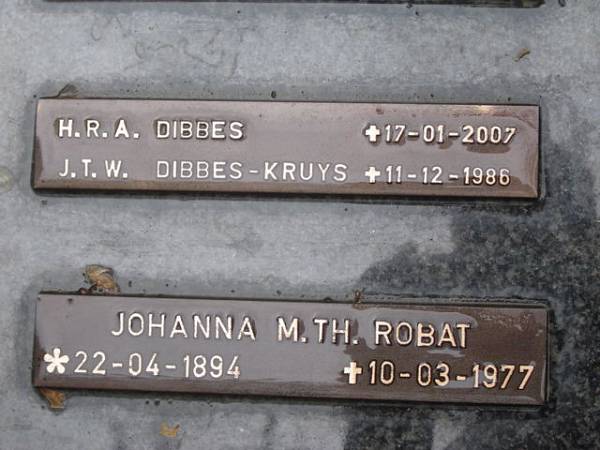 H.R.A. DIBBES ✝17-01-2007
J.T.W. DIBBES-KRUYS ✝11-12-1986
JOHANNA M.TH. ROBAT
*22-04-1894 ✝10-03-1977